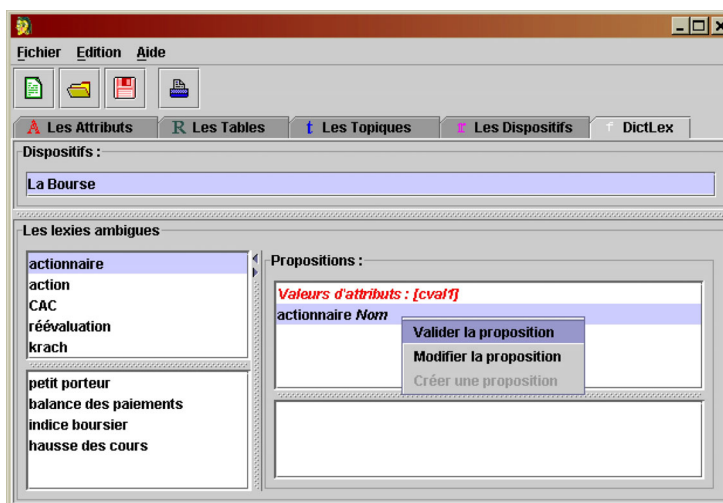 Fichier Edition Aide
A Les Attributs R Les Tables t Les Topiques π Les Dispositifs f DictLex
Dispositifs :
La Bourse
Les lexies ambigues
actionnaire
action
CAC
réévaluation
krach
petit porteur
balance des paiements
indice boursier
hausse des cours
Propositions :
Valeurs d'attributs : [cval1]
actionnaire Nom
Valider la proposition
Modifier la proposition
Créer une proposition